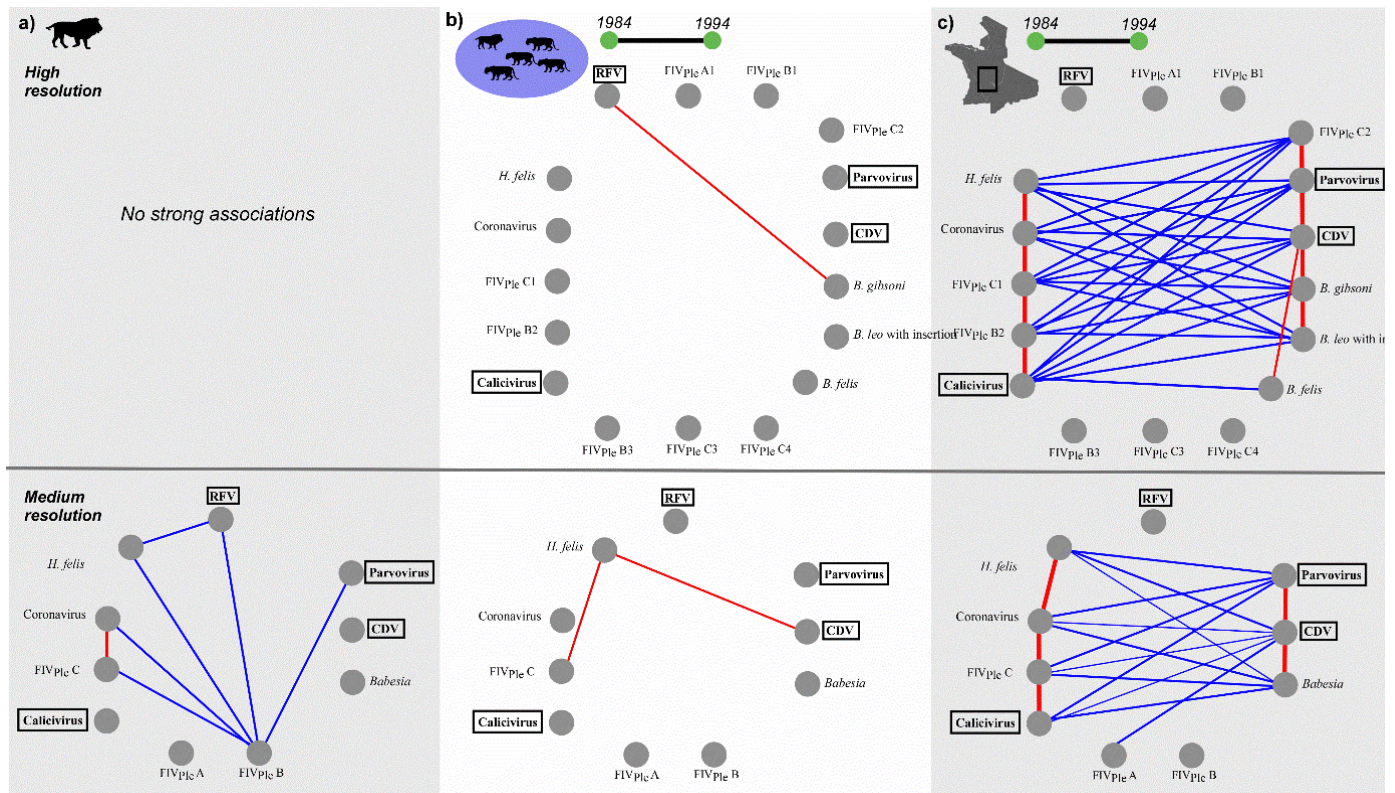 a)
High
resolution
No strong associations
b)
1984
1994
RFV
FIVPle A1
FIVPle B1
FIVPle C2
H. felis
Parvovirus
Coronavirus
CDV
FIVPle C1
B. gibsoni
FIVPle B2
B. leo with insertion
Calicivirus
B. felis
FIVPle B3
FIVPle C3
FIVPle C4
c)
1984
1994
RFV
FIVPle A1
FIVPle B1
FIVPle C2
H. felis
Parvovirus
Coronavirus
CDV
FIVPle C1
B. gibsoni
FIVPle B2
B. leo with in
Calicivirus
B. felis
FIVPle B3
FIVPle C3
FIVPle C4
Medium
resolution
RFV
H. felis
Parvovirus
Coronavirus
CDV
FIVPle C
Babesia
Calicivirus
FIVPle A
FIVPle B
RFV
H. felis
Parvovirus
Coronavirus
CDV
FIVPle C
Babesia
Calicivirus
FIVPle A
FIVPle B
RFV
H. felis
Parvovirus
Coronavirus
CDV
FIVPle C
Babesia
Calicivirus
FIVPle A
FIVPle B